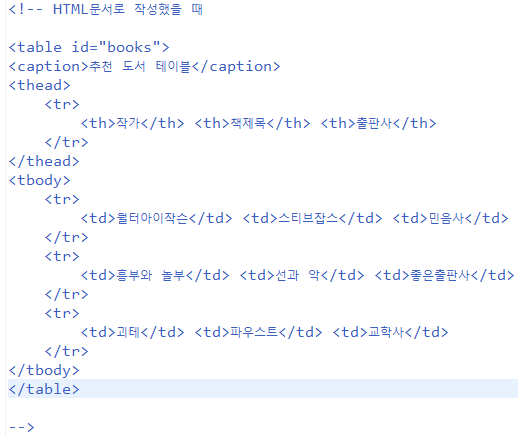 <!-- HTML문서로 작성했을 때
<table id="books">
<caption>추천 도서 테이블</caption>
<thead>
<tr>
<th>작가</th> <th>책제목</th> <th>출판사</th>
</tr>
</thead>
<tbody>
<tr>
<td>월터아이작슨</td> <td>스티브잡스</td> <td>민음사</td>
</tr>
<tr>
<td>흥부와 놀부</td> <td>선과 악</td> <td>좋은출판사</td>
</tr>
<tr>
<td>괴테</td> <td>파우스트</td> <td>교학사</td>
</tr>
</tbody>
</table>
-->